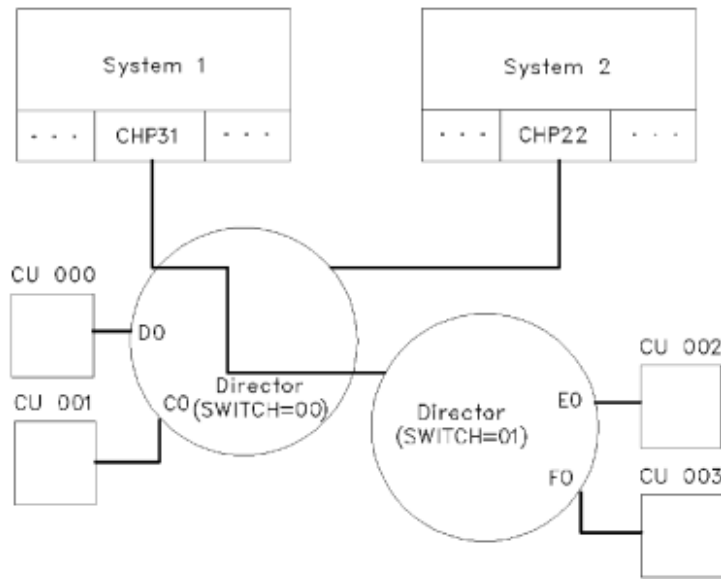 System 1
System 2
. . .
CHP31
. . .
. . .
CHP22
. . .
CU 000
D0
CU 001
C0
Director
(SWITCH=00)
CU 002
E0
Director
(SWITCH=01)
F0
CU 003